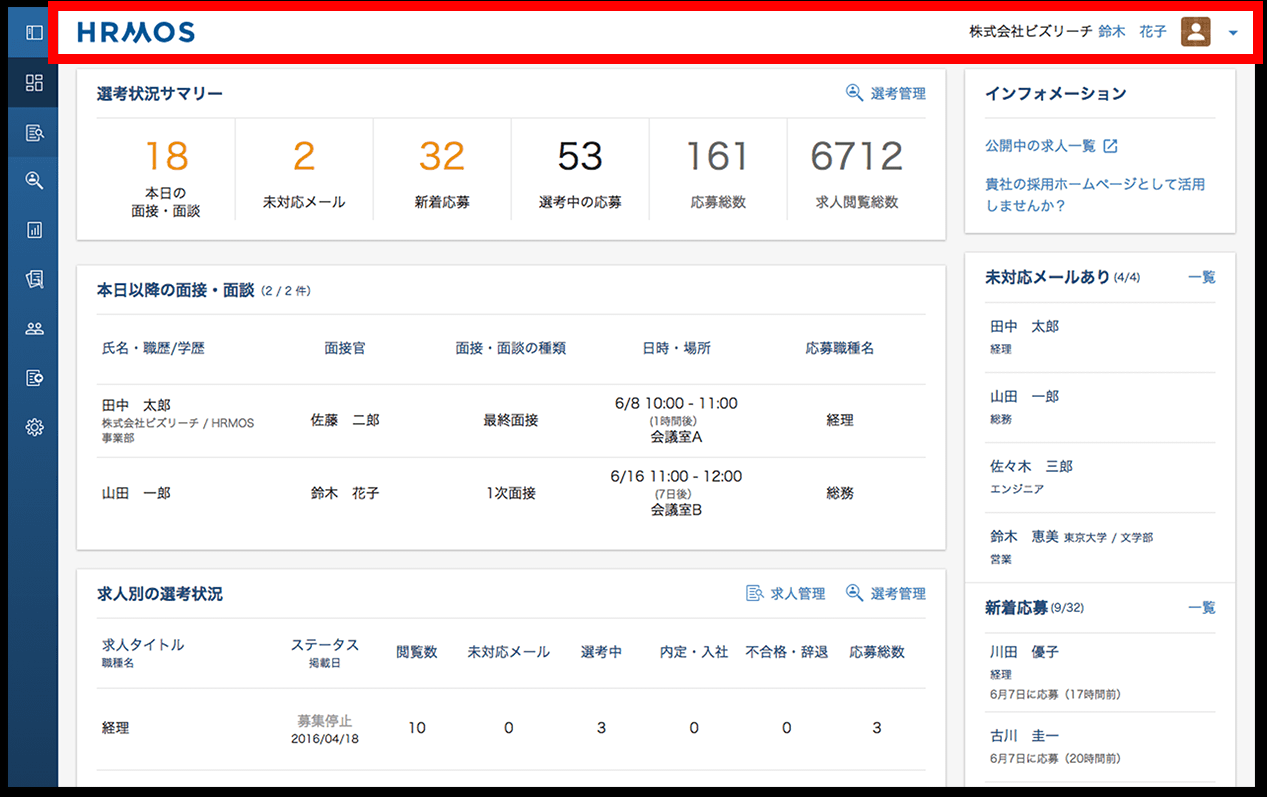 HRMOS
株式会社ビズリーチ 鈴木　花子
選考状況サマリー
選考管理
18
本日の
面接・面談
2
未対応メール
32
新着応募
53
選考中の応募
161
応募総数
6712
求人閲覧総数
本日以降の面接・面談 (2 / 2 件)
氏名・職歴/学歴
面接官
面接・面談の種類
日時・場所
応募職種名
田中　太郎
株式会社ビズリーチ / HRMOS
事業部
佐藤　二郎
最終面接
6/8 10:00 - 11:00
(1時間後)
会議室A
経理
山田　一郎
鈴木　花子
1次面接
6/16 11:00 - 12:00
(7日後)
会議室B
総務
求人別の選考状況
求人管理
選考管理
求人タイトル
職種名
ステータス
掲載日
閲覧数
未対応メール
選考中
内定・入社
不合格・辞退
応募総数
経理
募集停止
2016/04/18
10
0
3
0
0
3
インフォメーション
公開中の求人一覧
貴社の採用ホームページとして活用
しませんか？
未対応メールあり (4/4)
一覧
田中　太郎
経理
山田　一郎
総務
佐々木　三郎
エンジニア
鈴木　恵美 東京大学 / 文学部
営業
新着応募 (9/32)
一覧
川田　優子
経理
6月7日に応募（17時間前）
古川　圭一
6月7日に応募（20時間前）